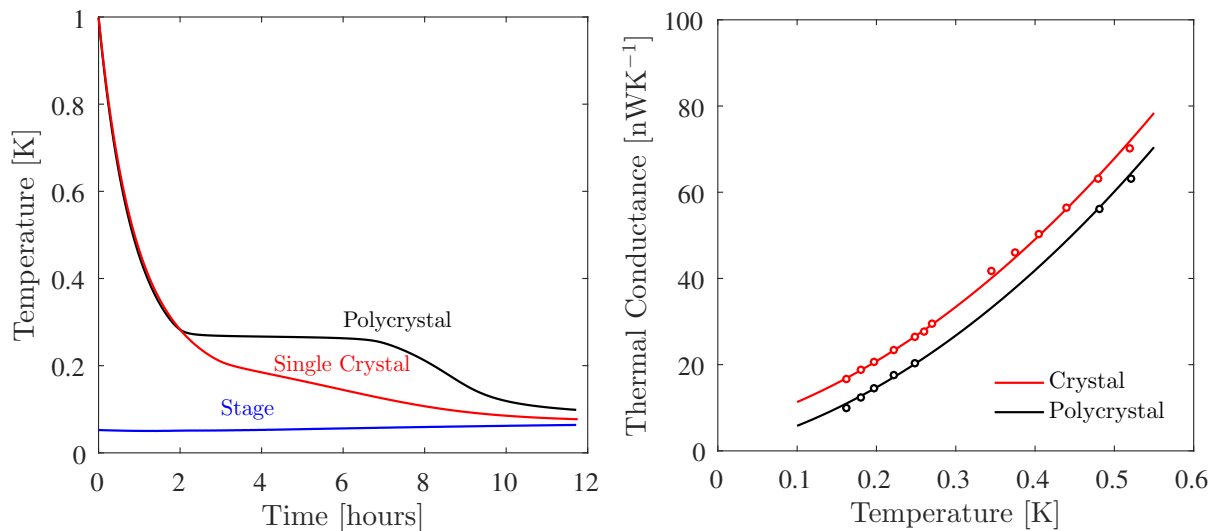 Temperature [K]
1
0.8
0.6
0.4
0.2
0
Polycrystal
Single Crystal
Stage
0 2 4 6 8 10 12
Time [hours]
Thermal Conductance [nWK⁻¹]
100
80
60
40
20
0
Crystal
Polycrystal
0 0.1 0.2 0.3 0.4 0.5 0.6
Temperature [K]